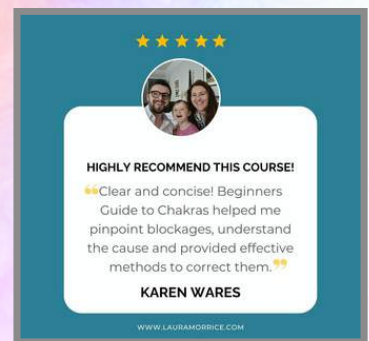 HIGHLY RECOMMEND THIS COURSE!
“Clear and concise! Beginners
Guide to Chakras helped me
pinpoint blockages, understand
the cause and provided effective
methods to correct them.”
KAREN WARES
WWW.LAURAMORRICE.COM